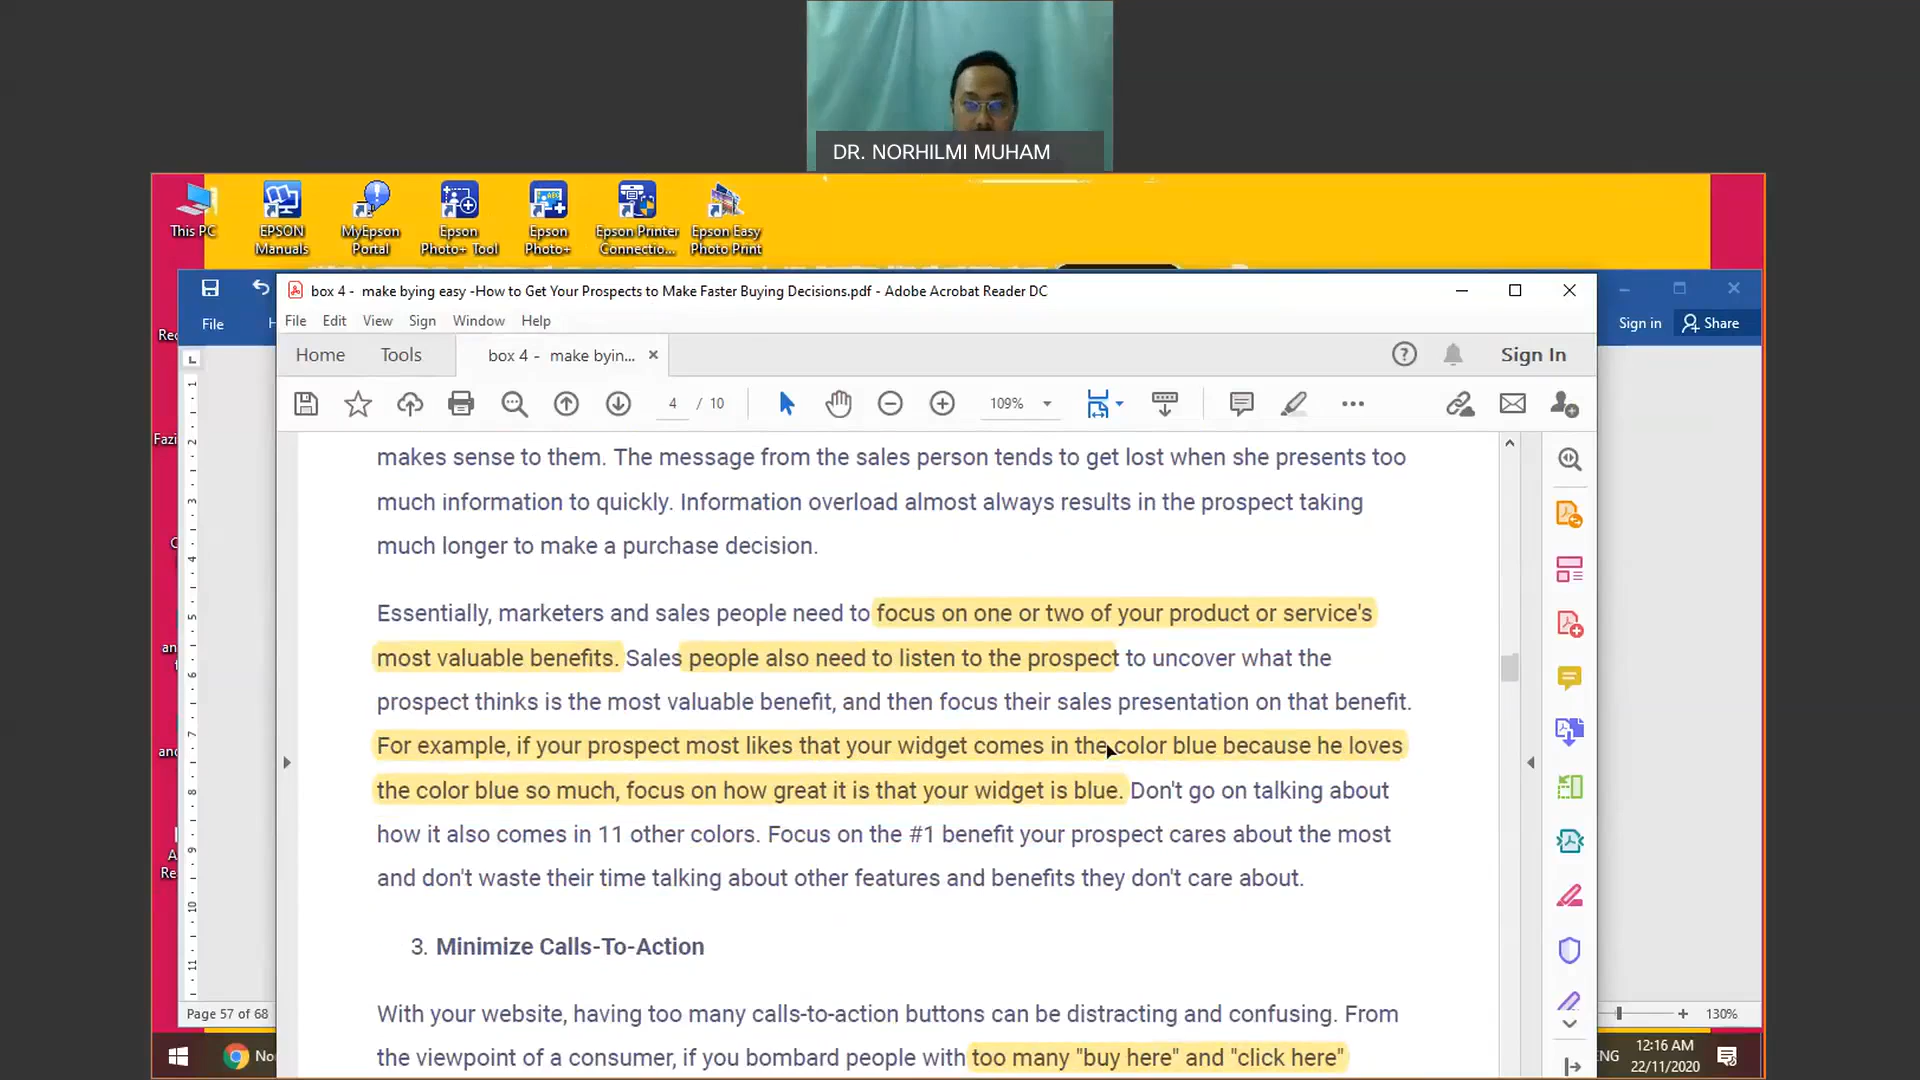 DR. NORHILMI MUHAM
This PC
EPSON Manuals
MyEpson Portal
Epson Photo+ Tool
Epson Photo+
Epson Printer Connectio...
Epson Easy Photo Print
box 4 -  make bying easy -How to Get Your Prospects to Make Faster Buying Decisions.pdf - Adobe Acrobat Reader DC
File Edit View Sign Window Help
File
Sign in Share
Home Tools box 4 -  make byin... Sign In
4 / 10 109%
makes sense to them. The message from the sales person tends to get lost when she presents too
much information to quickly. Information overload almost always results in the prospect taking
much longer to make a purchase decision.
Essentially, marketers and sales people need to focus on one or two of your product or service's
most valuable benefits. Sales people also need to listen to the prospect to uncover what the
prospect thinks is the most valuable benefit, and then focus their sales presentation on that benefit.
For example, if your prospect most likes that your widget comes in the color blue because he loves
the color blue so much, focus on how great it is that your widget is blue. Don't go on talking about
how it also comes in 11 other colors. Focus on the #1 benefit your prospect cares about the most
and don't waste their time talking about other features and benefits they don't care about.
3. Minimize Calls-To-Action
With your website, having too many calls-to-action buttons can be distracting and confusing. From
the viewpoint of a consumer, if you bombard people with too many "buy here" and "click here"
Page 57 of 68
130%
ENG
12:16 AM
22/11/2020